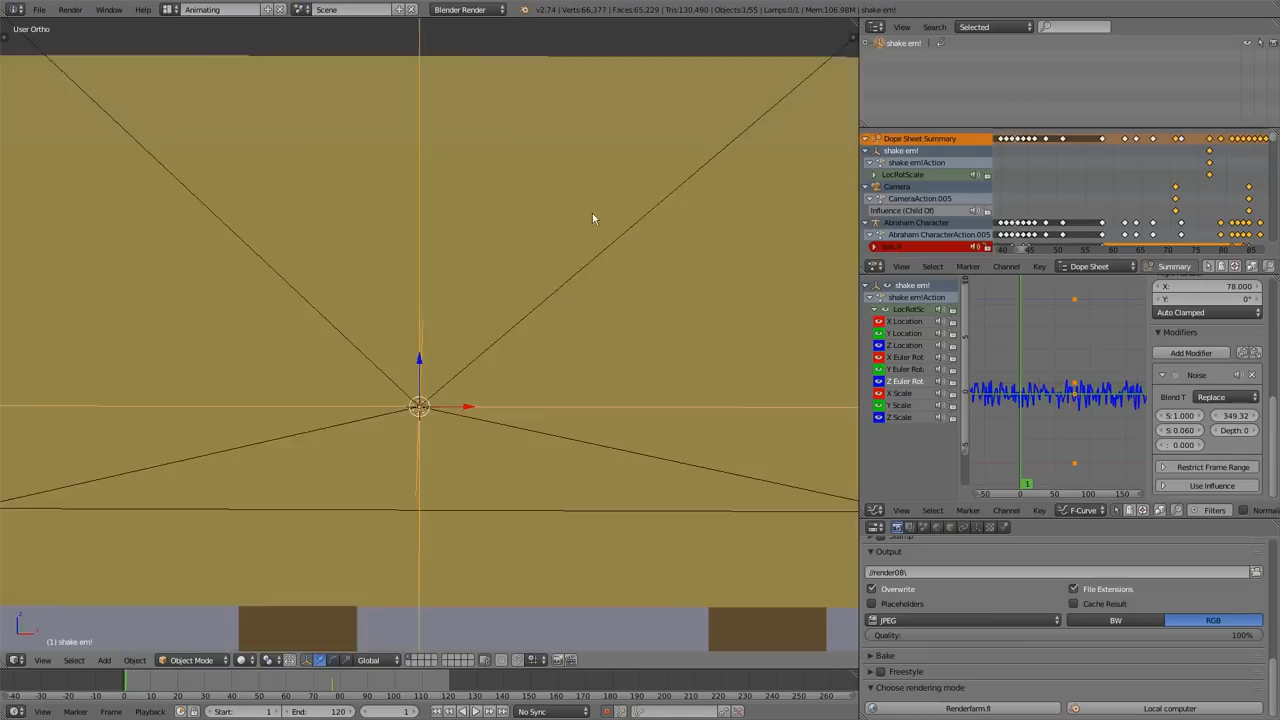 File Render Window Help Animating Scene Blender Render v2.74 | Verts:66,377 | Faces:65,229 | Tris:130,490 | Objects:1/55 | Lamps:0/1 | Mem:106.98M | shake em!
User Ortho
View Search Selected
shake em!
Dope Sheet Summary
shake em!
shake em!Action
LocRotScale
Camera
CameraAction.005
Influence (Child Of)
Abraham Character
Abraham CharacterAction.005
40 45 50 55 60 65 70 75 80 85
View Select Marker Channel Key Dope Sheet Summary
shake em!
shake em!Action
LocRotSc
X Location
Y Location
Z Location
X Euler Rot
Y Euler Rot
Z Euler Rot
X Scale
Y Scale
Z Scale
10
5
0
-5
1
-50 0 50 100 150
X: 78.000
Y: 0°
Auto Clamped
Modifiers
Add Modifier
Noise
Blend T Replace
S: 1.000 349.32
S: 0.060 Depth: 0
: 0.000
Restrict Frame Range
Use Influence
View Select Marker Channel Key F-Curve Filters Normal
Output
//render08\
Overwrite File Extensions
Placeholders Cache Result
JPEG BW RGB
Quality: 100%
Bake
Freestyle
Choose rendering mode
Renderfarm.fi Local computer
(1) shake em!
View Select Add Object Object Mode Global
-40 -30 -20 -10 0 10 20 30 40 50 60 70 80 90 100 110 120 130 140 150 160 170 180 190 200 210 220 230 240 250 260
View Marker Frame Playback Start: 1 End: 120 1 No Sync